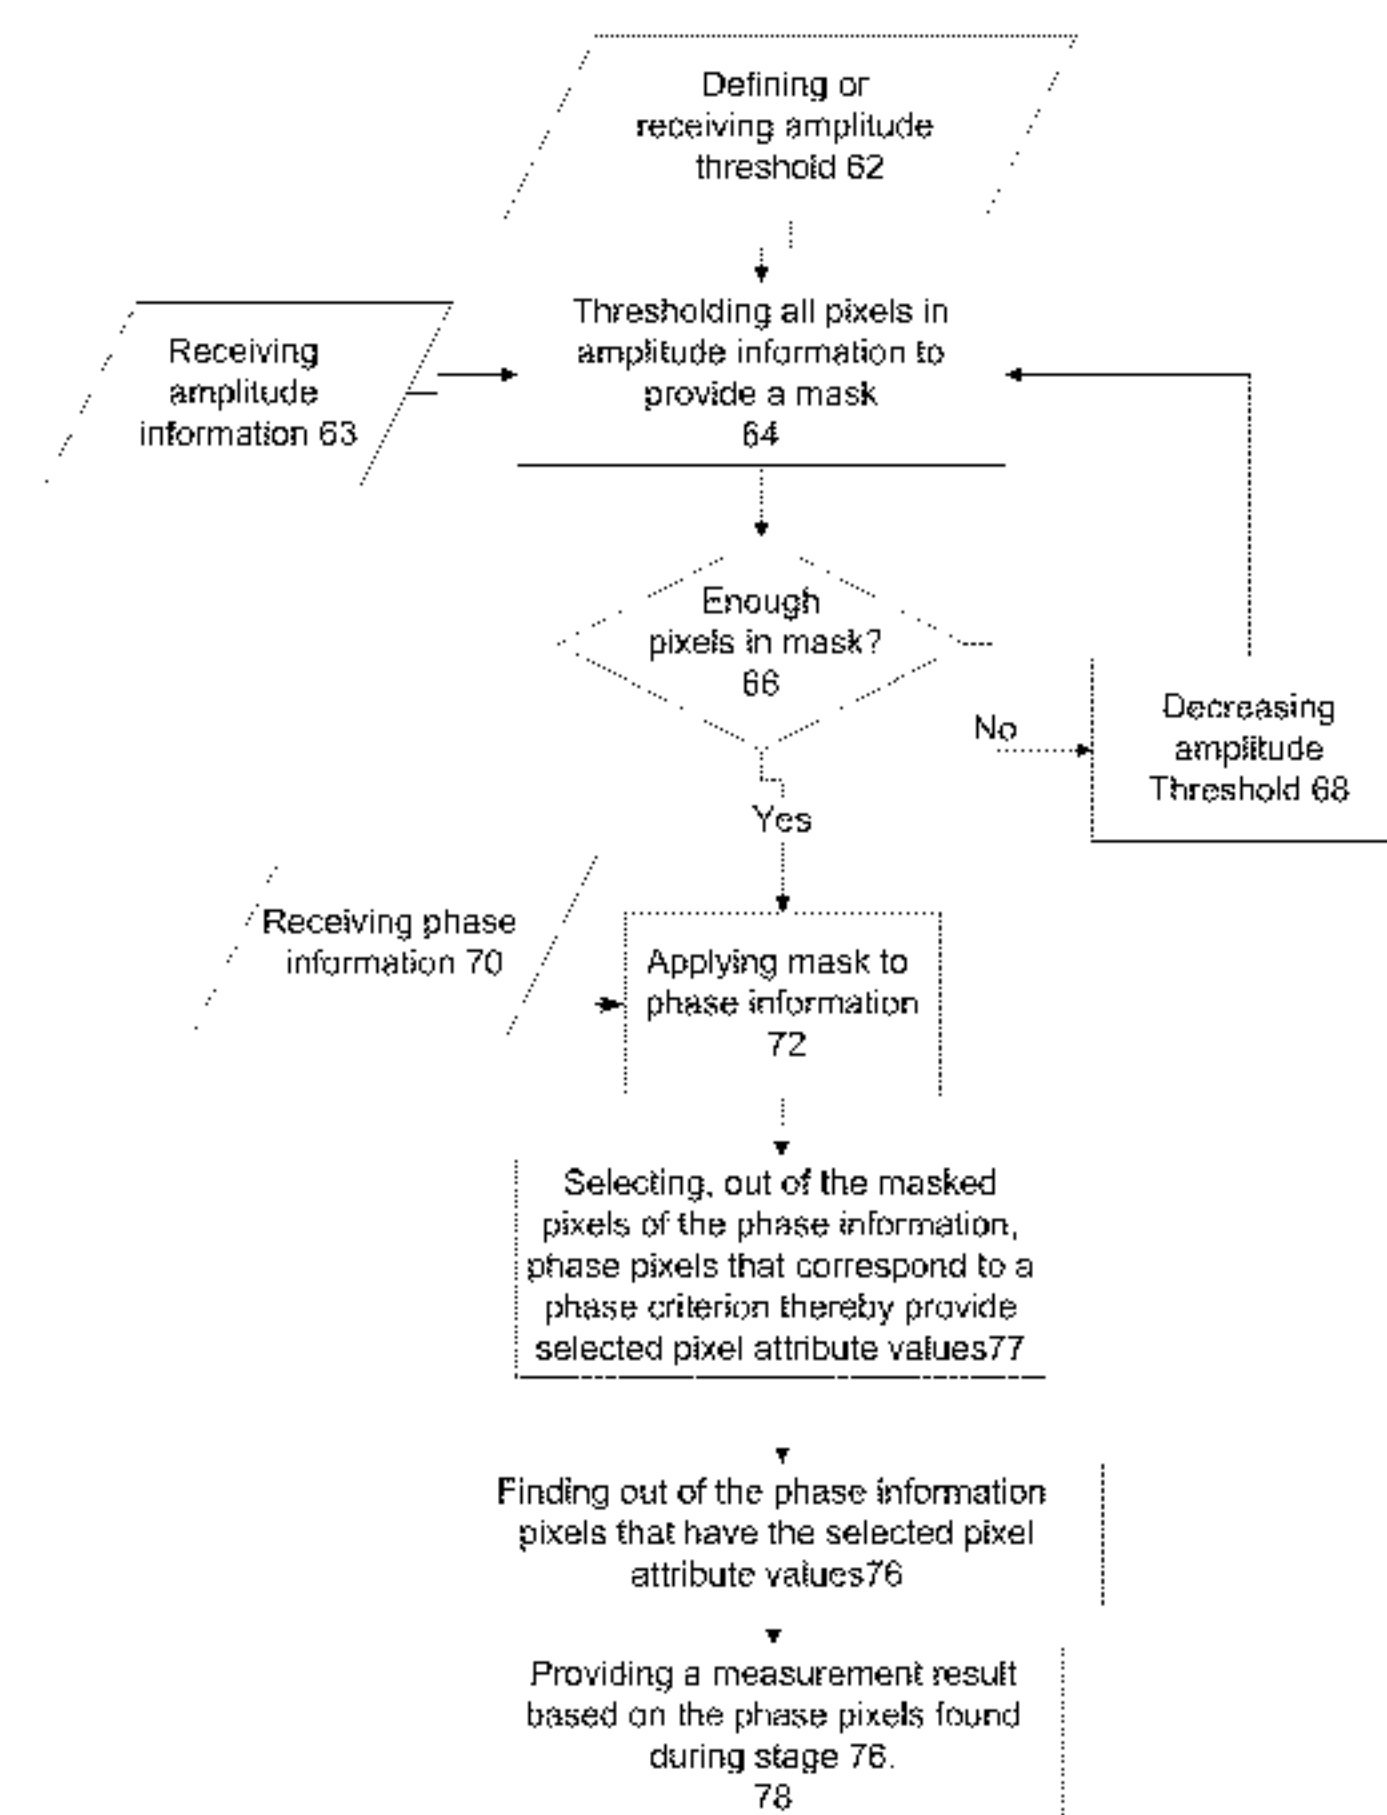 Defining or
receiving amplitude
threshold 62
Receiving
amplitude
information 63
Thresholding all pixels in
amplitude information to
provide a mask
64
Enough
pixels in mask?
66
No
Decreasing
amplitude
Threshold 68
Yes
Receiving phase
information 70
Applying mask to
phase information
72
Selecting, out of the masked
pixels of the phase information,
phase pixels that correspond to a
phase criterion thereby provide
selected pixel attribute values77
Finding out of the phase information
pixels that have the selected pixel
attribute values76
Providing a measurement result
based on the phase pixels found
during stage 76.
78